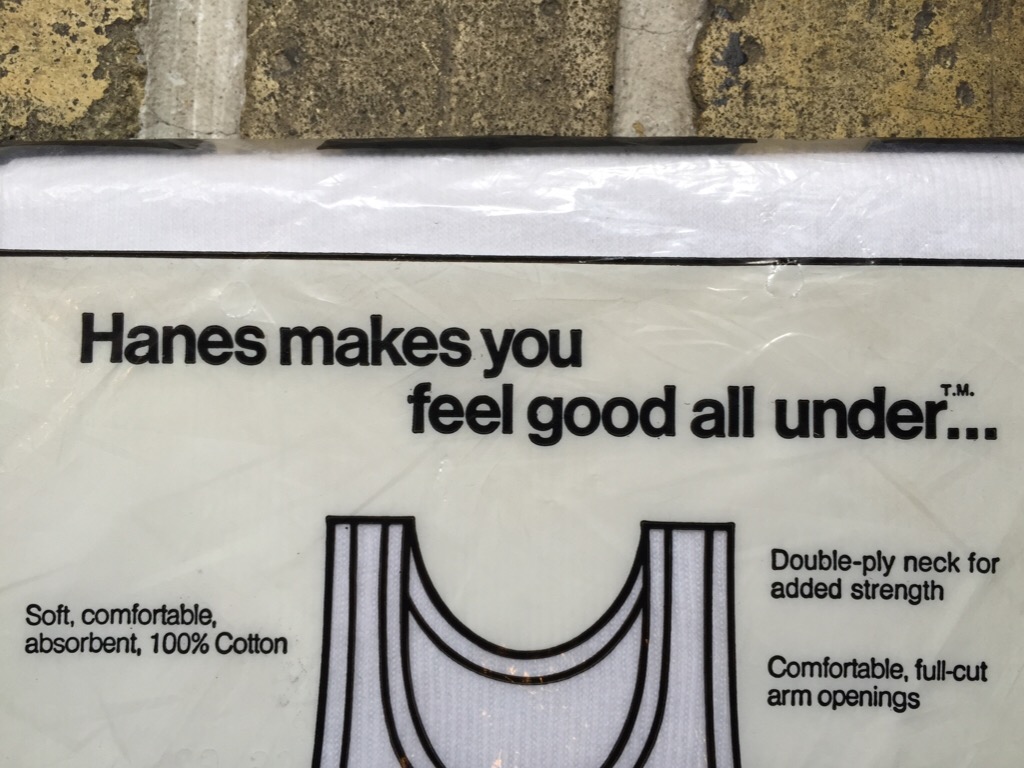 Hanes makes you
feel good all under...T.M.
Soft, comfortable,
absorbent, 100% Cotton
Double-ply neck for
added strength
Comfortable, full-cut
arm openings